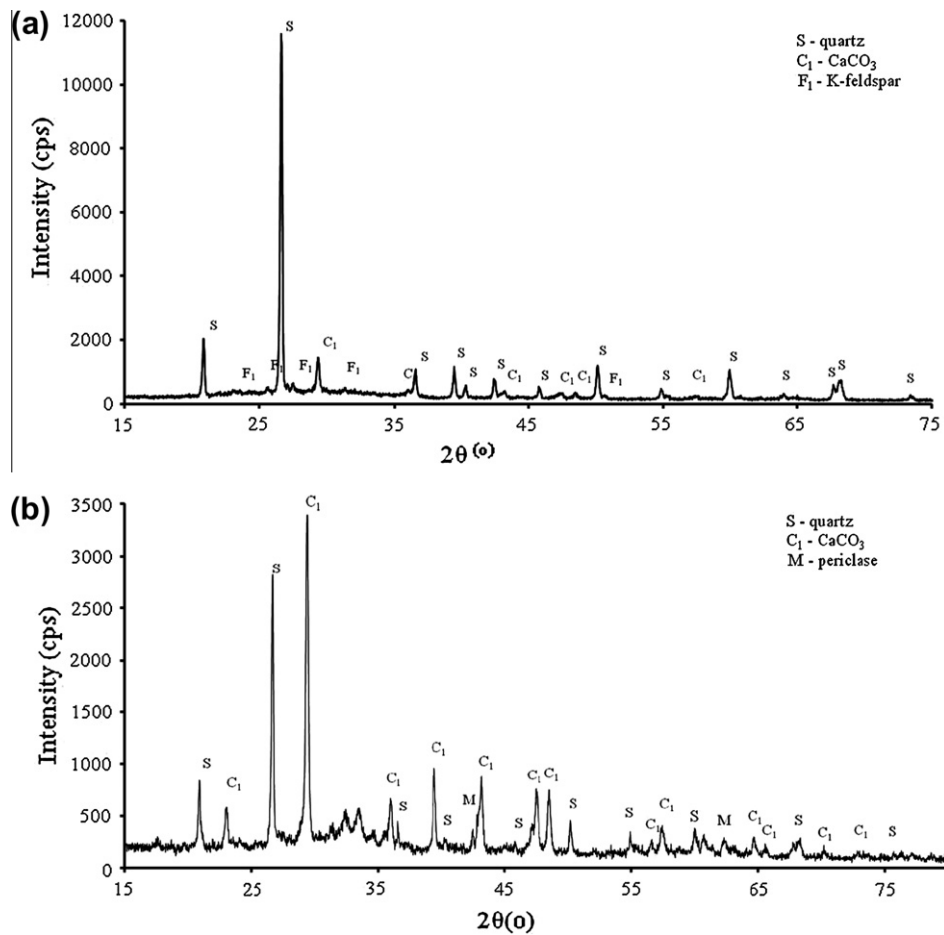 (a)
12000
10000
8000
6000
4000
2000
0
Intensity (cps)
S
S - quartz
C₁ - CaCO₃
F₁ - K-feldspar
S
F₁
F₁
F₁
C₁
F₁
C
S
S
S
S
C₁
S
C₁
C₁
S
F₁
S
C₁
S
S
S
S
S
15 25 35 45 55 65 75
2θ (o)
(b)
3500
3000
2500
2000
1500
1000
500
0
Intensity (cps)
C₁
S - quartz
C₁ - CaCO₃
M - periclase
S
S
C₁
C₁
S
C₁
S
M
C₁
S
C₁
C₁
S
S
C₁
C₁
S
M
C₁
C₁
S
C₁
C₁
S
15 25 35 45 55 65 75
2θ(o)